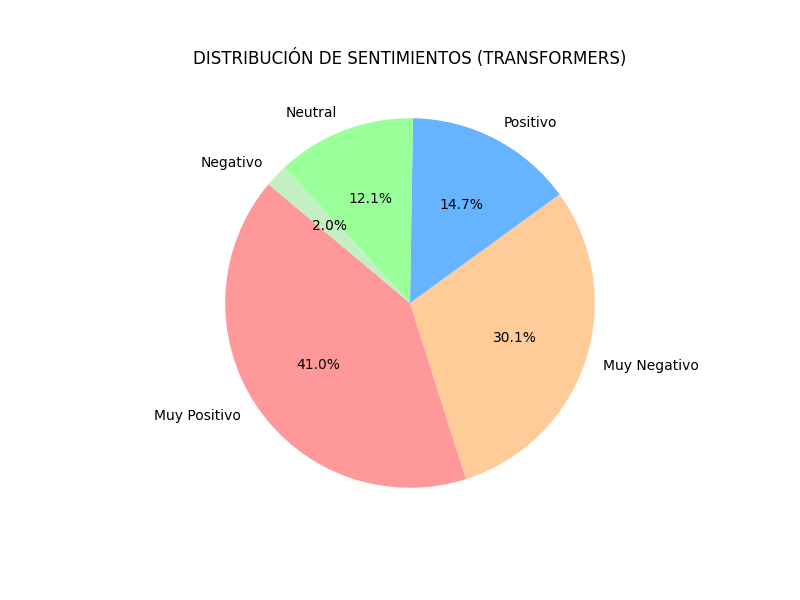 DISTRIBUCIÓN DE SENTIMIENTOS (TRANSFORMERS)
Neutral
Positivo
Negativo
12.1%
14.7%
2.0%
30.1%
41.0%
Muy Negativo
Muy Positivo